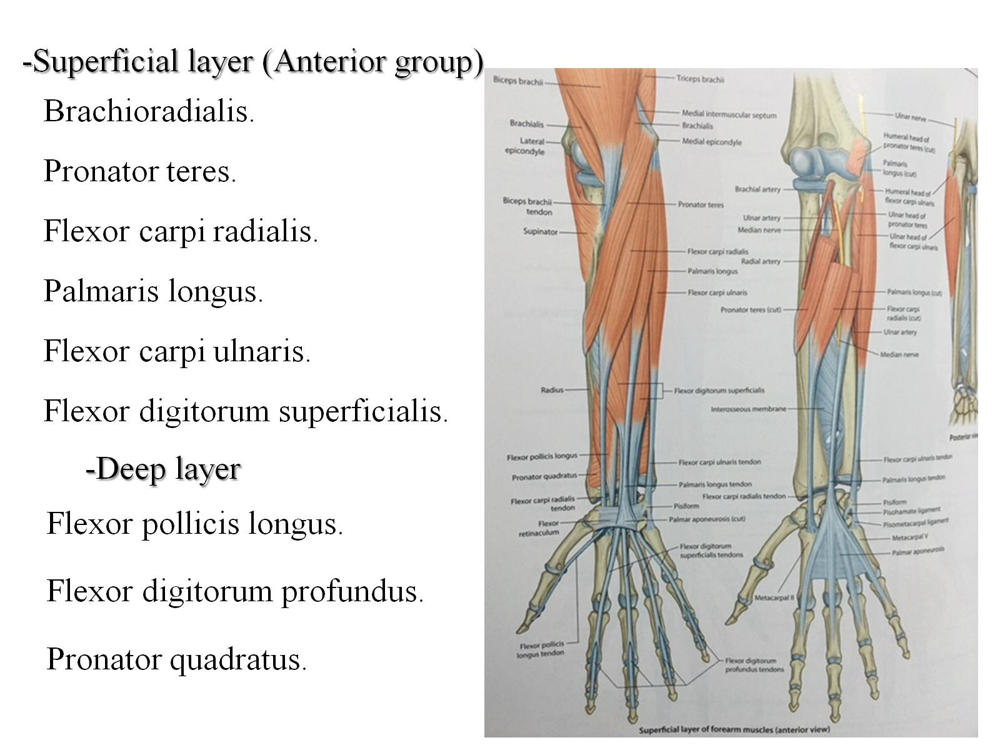 -Superficial layer (Anterior group)
Brachioradialis.
Pronator teres.
Flexor carpi radialis.
Palmaris longus.
Flexor carpi ulnaris.
Flexor digitorum superficialis.
-Deep layer
Flexor pollicis longus.
Flexor digitorum profundus.
Pronator quadratus.
Biceps brachii
Brachialis
Lateral
epicondyle
Biceps brachii
tendon
Supinator
Radius
Flexor pollicis longus
Pronator quadratus
Flexor carpi radialis
tendon
Flexor
retinaculum
Flexor pollicis
longus tendon
Triceps brachii
Medial intermuscular septum
Brachialis
Medial epicondyle
Pronator teres
Flexor carpi radialis
Palmaris longus
Flexor carpi ulnaris
Flexor digitorum superficialis
Flexor carpi ulnaris tendon
Palmaris longus tendon
Pisiform
Palmar aponeurosis (cut)
Flexor digitorum
superficialis tendons
Flexor digitorum
profundus tendons
Brachial artery
Ulnar artery
Median nerve
Radial artery
Pronator teres (cut)
Interosseous membrane
Flexor carpi radialis tendon
Metacarpal II
Ulnar nerve
Humeral head of
pronator teres (cut)
Palmaris
longus (cut)
Humeral head of
flexor carpi ulnaris
Ulnar head of
pronator teres
Ulnar head of
flexor carpi ulnaris
Palmaris longus (cut)
Flexor carpi
radialis (cut)
Ulnar artery
Median nerve
Flexor carpi ulnaris tendon
Palmaris longus tendon
Pisiform
Pisohamate ligament
Pisometacarpal ligament
Metacarpal V
Palmar aponeurosis
Posterior
Superficial layer of forearm muscles (anterior view)